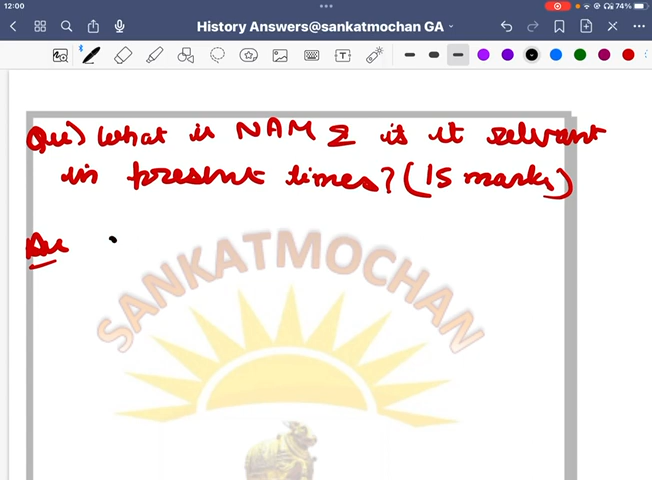 12:00
74%
History Answers@sankatmochan GA
Que) What is NAM & is it relevant
in present times? (15 marks)
Ans
SANKATMOCHAN